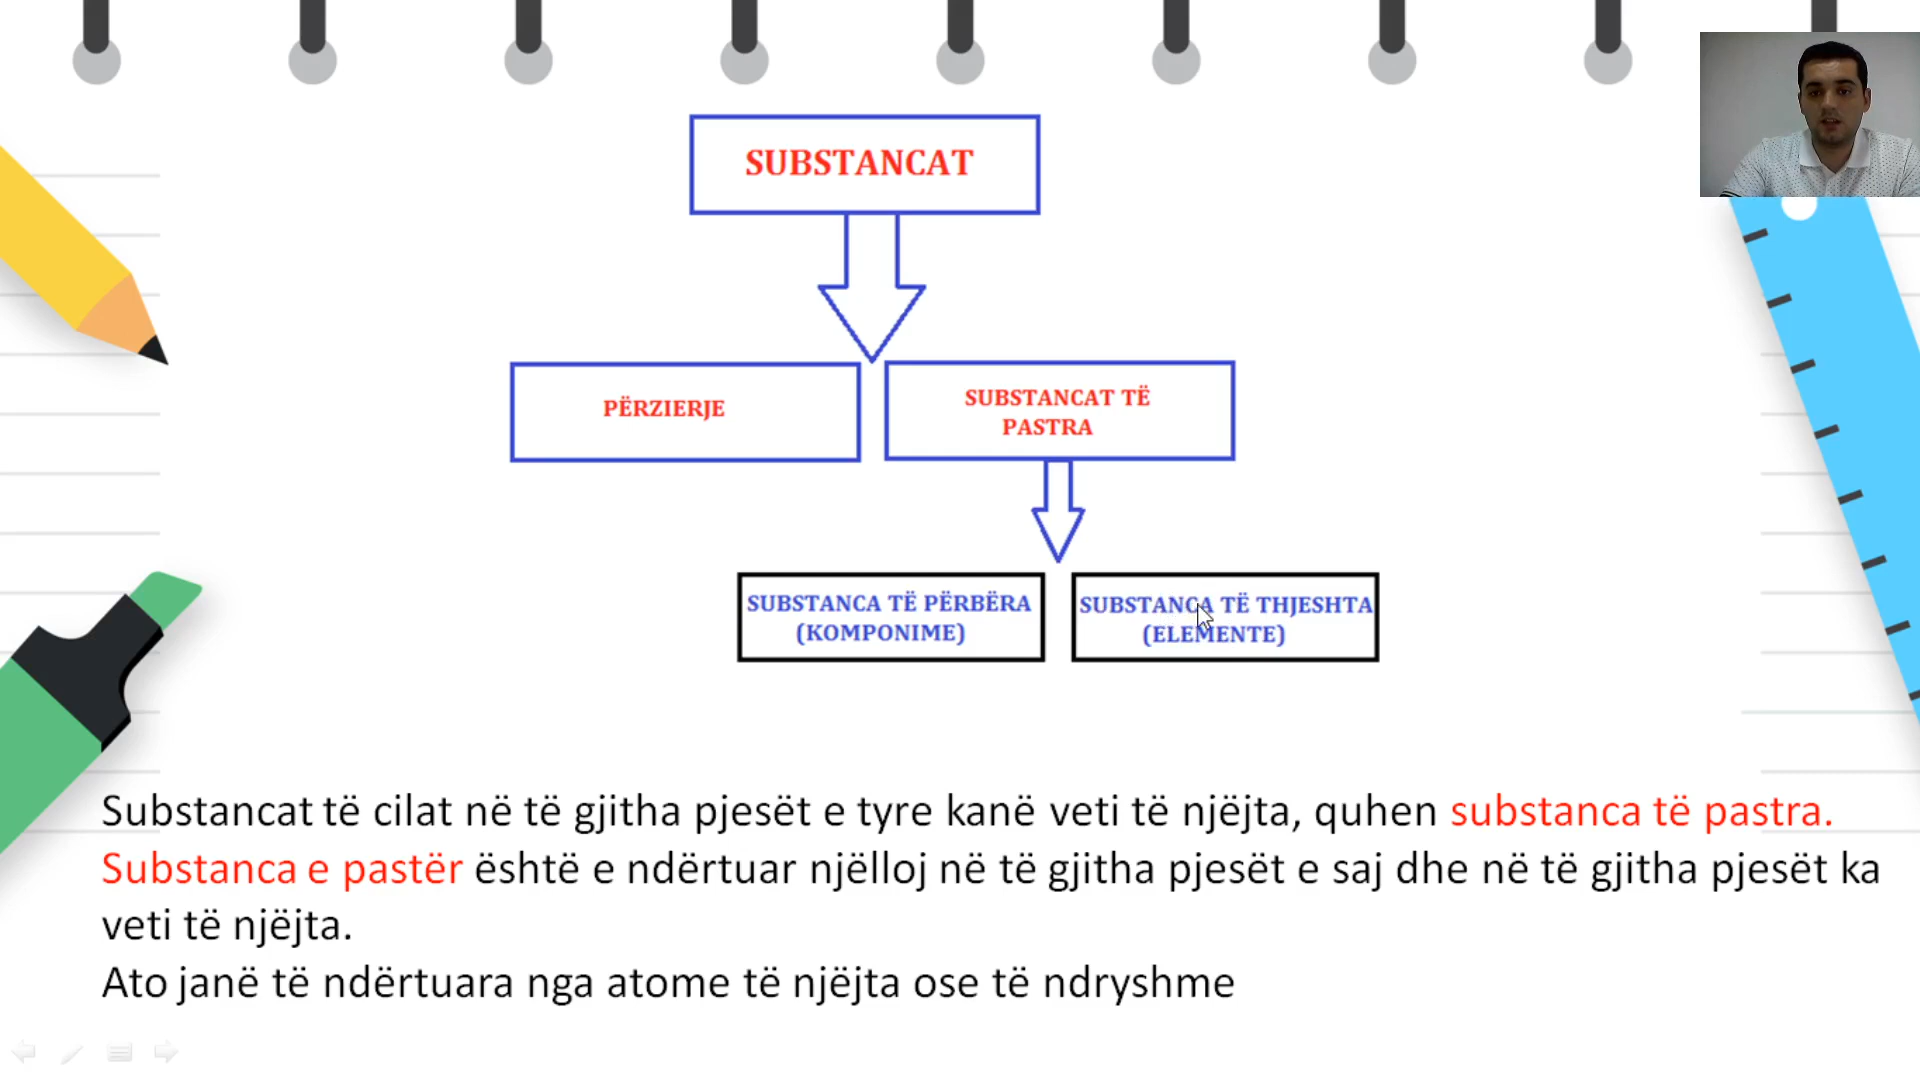 SUBSTANCAT
PËRZIERJE
SUBSTANCAT TË
PASTRA
SUBSTANCA TË PËRBËRA
(KOMPONIME)
SUBSTANCA TË THJESHTA
(ELEMENTE)
Substancat të cilat në të gjitha pjesët e tyre kanë veti të njëjta, quhen substanca të pastra.
Substanca e pastër është e ndërtuar njëlloj në të gjitha pjesët e saj dhe në të gjitha pjesët ka
veti të njëjta.
Ato janë të ndërtuara nga atome të njëjta ose të ndryshme